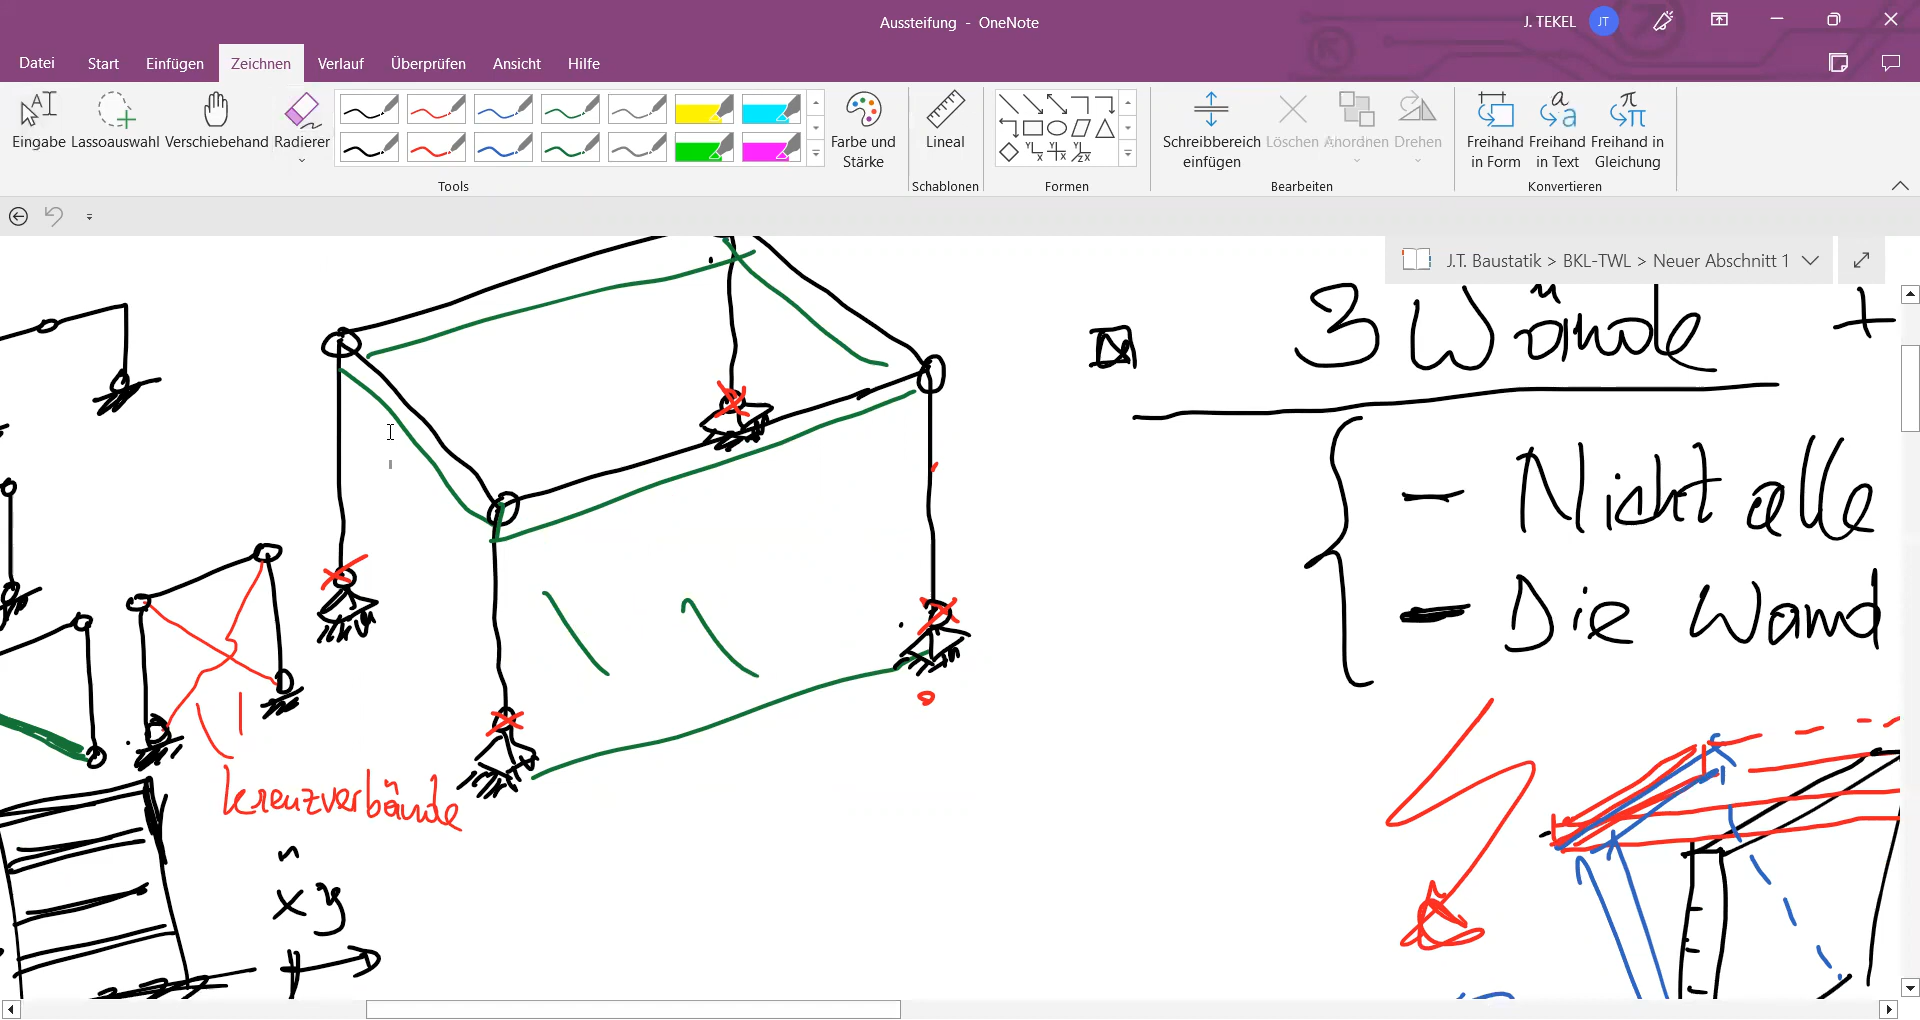 Aussteifung - OneNote
J. TEKEL
JT
Datei Start Einfügen Zeichnen Verlauf Überprüfen Ansicht Hilfe
Eingabe Lassoauswahl Verschiebehand Radierer
Farbe und Stärke
Lineal
Schreibbereich einfügen
Löschen Anordnen Drehen
Freihand in Form
Freihand in Text
Freihand in Gleichung
Tools Schablonen Formen Bearbeiten Konvertieren
J.T. Baustatik > BKL-TWL > Neuer Abschnitt 1
3 Wände +
- Nicht alle
- Die Wand
kreuzverbände
x y